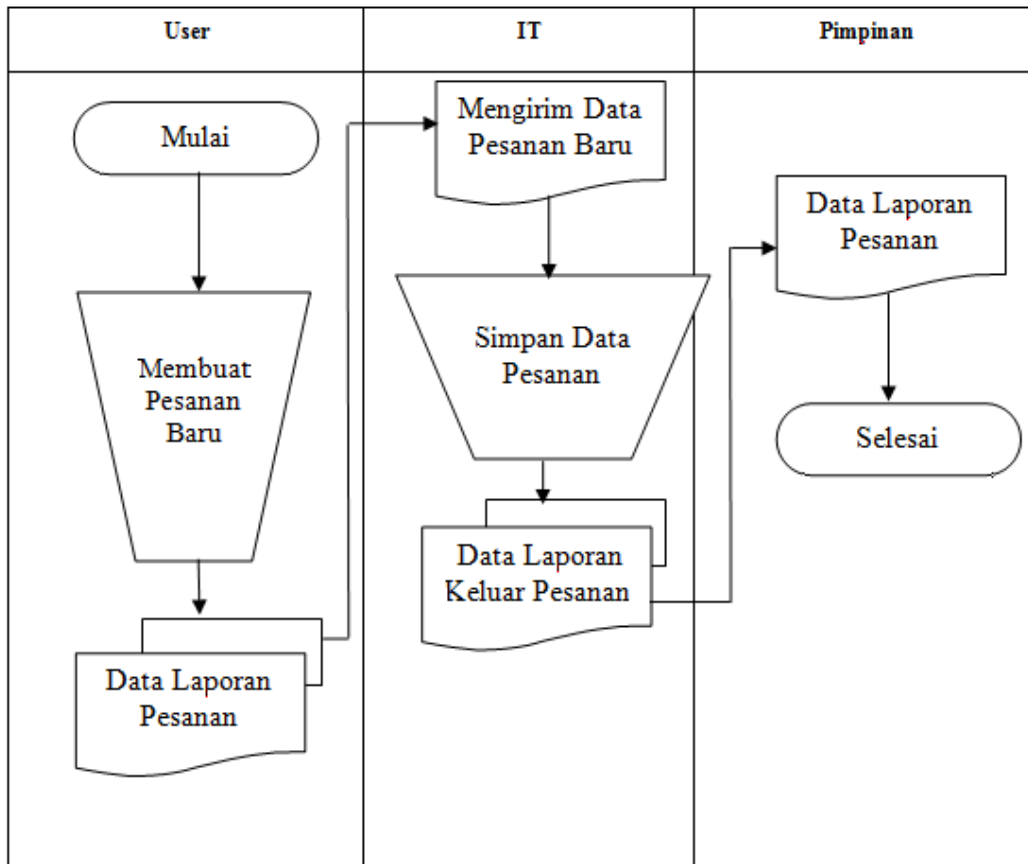 User
IT
Pimpinan
Mulai
Membuat
Pesanan
Baru
Data Laporan
Pesanan
Mengirim Data
Pesanan Baru
Simpan Data
Pesanan
Data Laporan
Keluar Pesanan
Data Laporan
Pesanan
Selesai